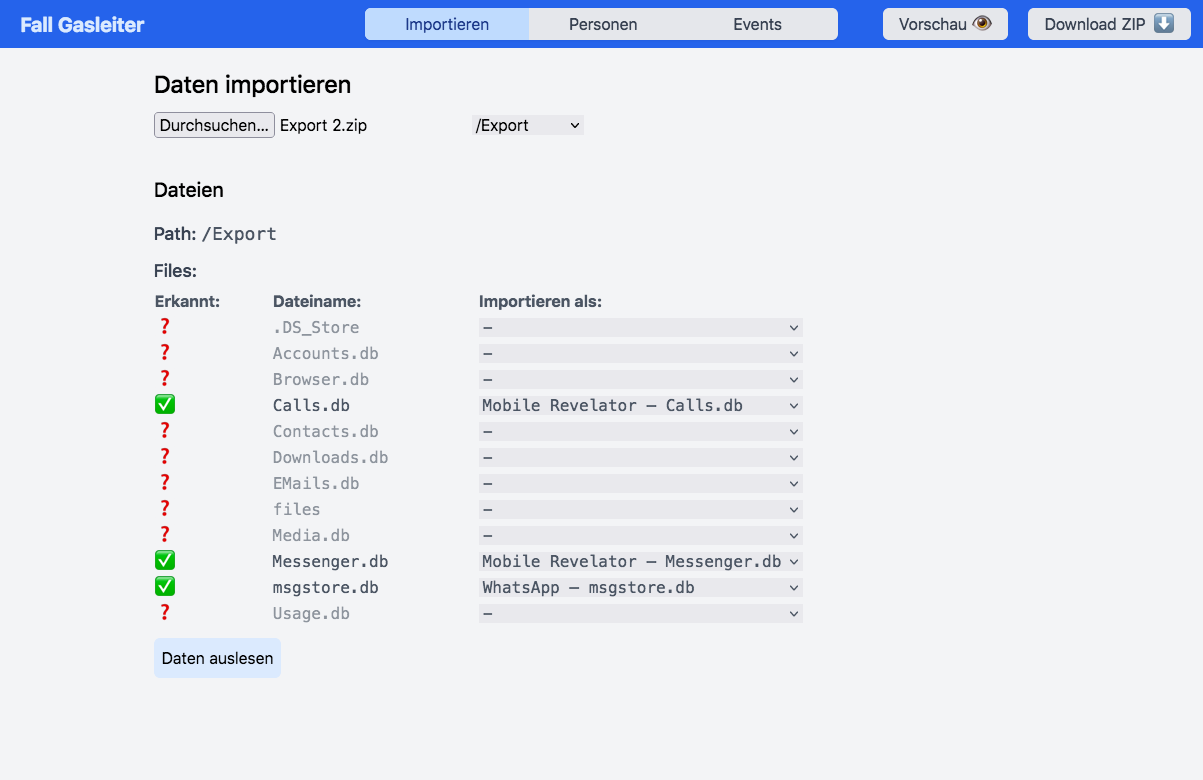 Fall Gasleiter Importieren Personen Events Vorschau 👁️ Download ZIP ⬇️
Daten importieren
Durchsuchen... Export 2.zip /Export
Dateien
Path: /Export
Files:
Erkannt: Dateiname: Importieren als:
❓ .DS_Store –
❓ Accounts.db –
❓ Browser.db –
✅ Calls.db Mobile Revelator – Calls.db
❓ Contacts.db –
❓ Downloads.db –
❓ EMails.db –
❓ files –
❓ Media.db –
✅ Messenger.db Mobile Revelator – Messenger.db
✅ msgstore.db WhatsApp – msgstore.db
❓ Usage.db –
Daten auslesen